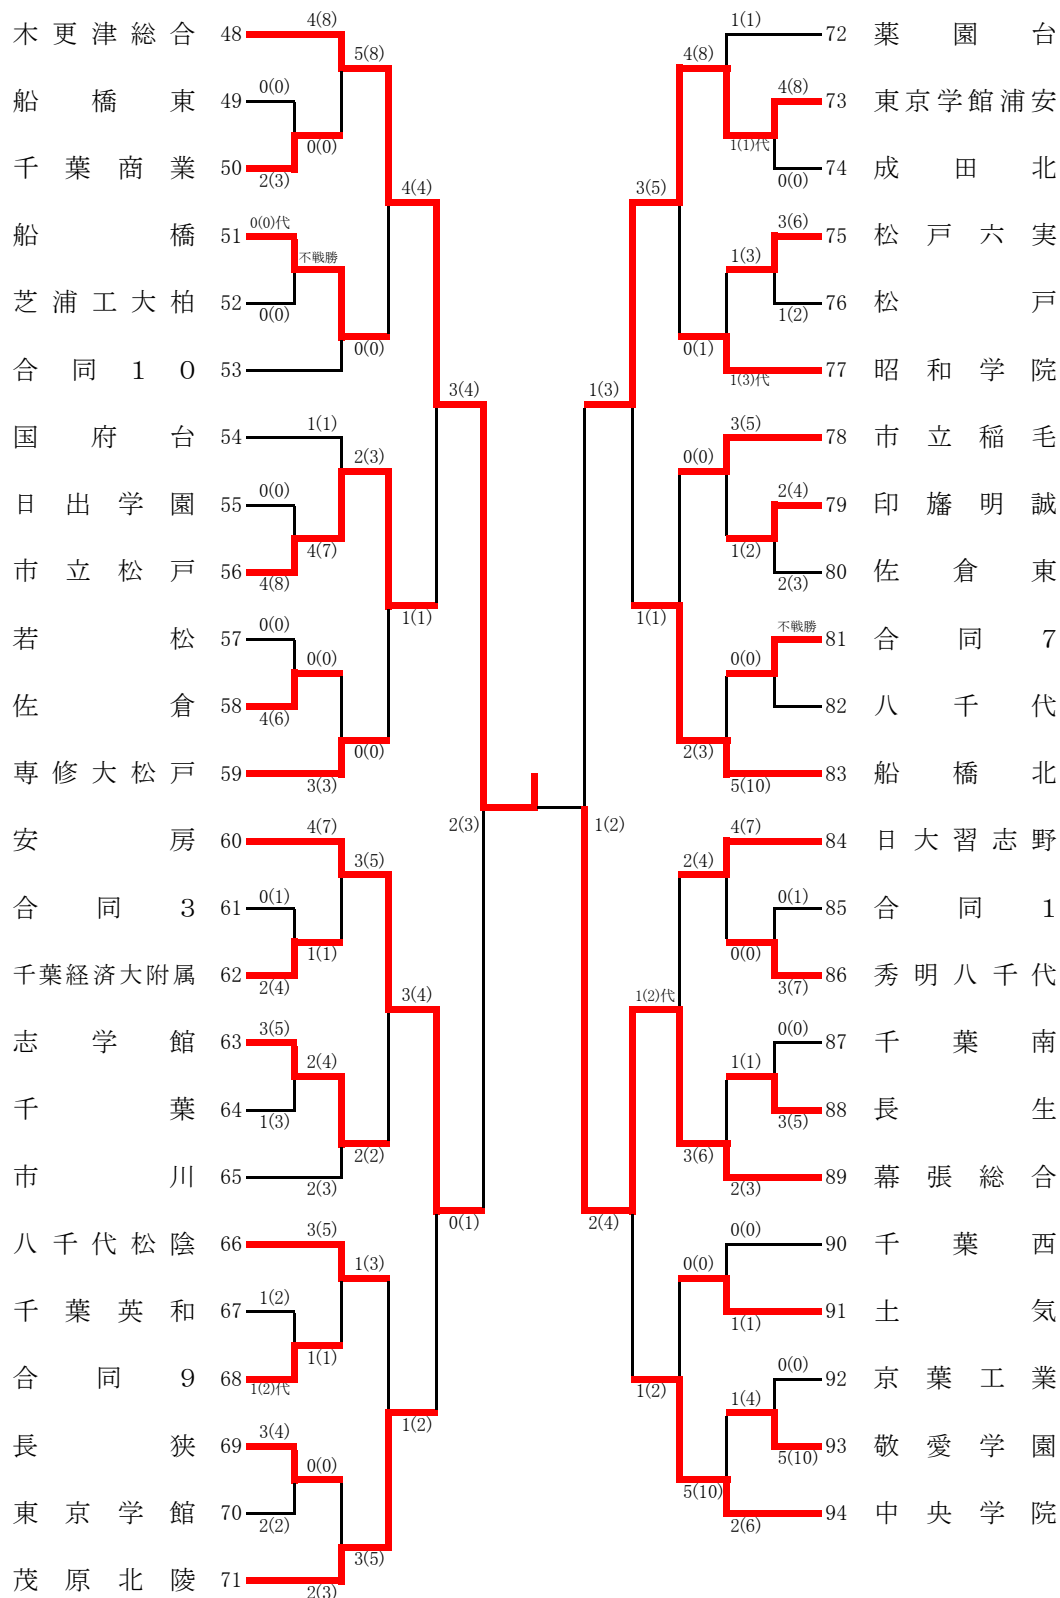 木更津総合 48 4(8) 5(8) 4(8) 1(1) 72 薬園台
船橋東 49 0(0) 4(8) 73 東京学館浦安
0(0) 1(1)代
千葉商業 50 2(3) 4(4) 3(5) 0(0) 74 成田北
船橋 51 0(0)代 不戦勝 1(3) 3(6) 75 松戸六実
芝浦工大柏 52 0(0) 1(2) 76 松戸
0(0) 0(1)
合同10 53 3(4) 1(3) 1(3)代 77 昭和学院
国府台 54 1(1) 2(3) 0(0) 3(5) 78 市立稲毛
日出学園 55 0(0) 2(4) 79 印旛明誠
4(7) 1(2)
市立松戸 56 4(8) 2(3) 80 佐倉東
1(1) 1(1)
若松 57 0(0) 0(0) 0(0) 不戦勝 81 合同7
佐倉 58 4(6) 82 八千代
0(0) 2(3)
専修大松戸 59 3(3) 5(10) 83 船橋北
2(3) 1(2)
安房 60 4(7) 3(5) 2(4) 4(7) 84 日大習志野
合同3 61 0(1) 0(1) 85 合同1
1(1) 0(0)
千葉経済大附属 62 2(4) 3(4) 1(2)代 3(7) 86 秀明八千代
志学館 63 3(5) 2(4) 1(1) 0(0) 87 千葉南
千葉 64 1(3) 3(5) 88 長生
2(2) 3(6)
市川 65 2(3) 2(3) 89 幕張総合
0(1) 2(4)
八千代松陰 66 3(5) 1(3) 0(0) 0(0) 90 千葉西
千葉英和 67 1(2) 1(1) 91 土気
1(1)
合同9 68 1(2)代 0(0) 92 京葉工業
1(2) 1(2)
長狭 69 3(4) 0(0) 1(4) 5(10) 93 敬愛学園
東京学館 70 2(2) 5(10) 2(6) 94 中央学院
3(5)
茂原北陵 71 2(3)